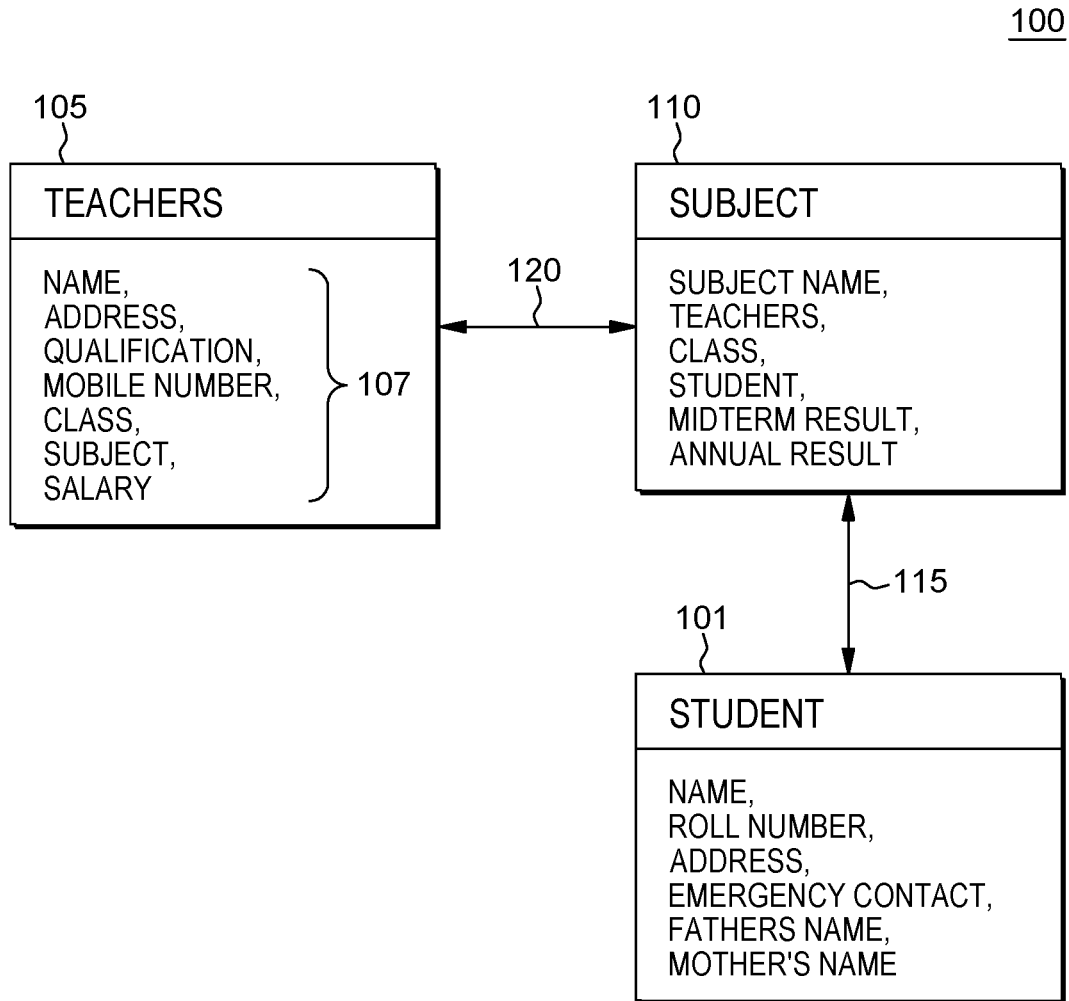 100
105
TEACHERS
NAME,
ADDRESS,
QUALIFICATION,
MOBILE NUMBER,
CLASS,
SUBJECT,
SALARY
107
120
110
SUBJECT
SUBJECT NAME,
TEACHERS,
CLASS,
STUDENT,
MIDTERM RESULT,
ANNUAL RESULT
115
101
STUDENT
NAME,
ROLL NUMBER,
ADDRESS,
EMERGENCY CONTACT,
FATHERS NAME,
MOTHER'S NAME